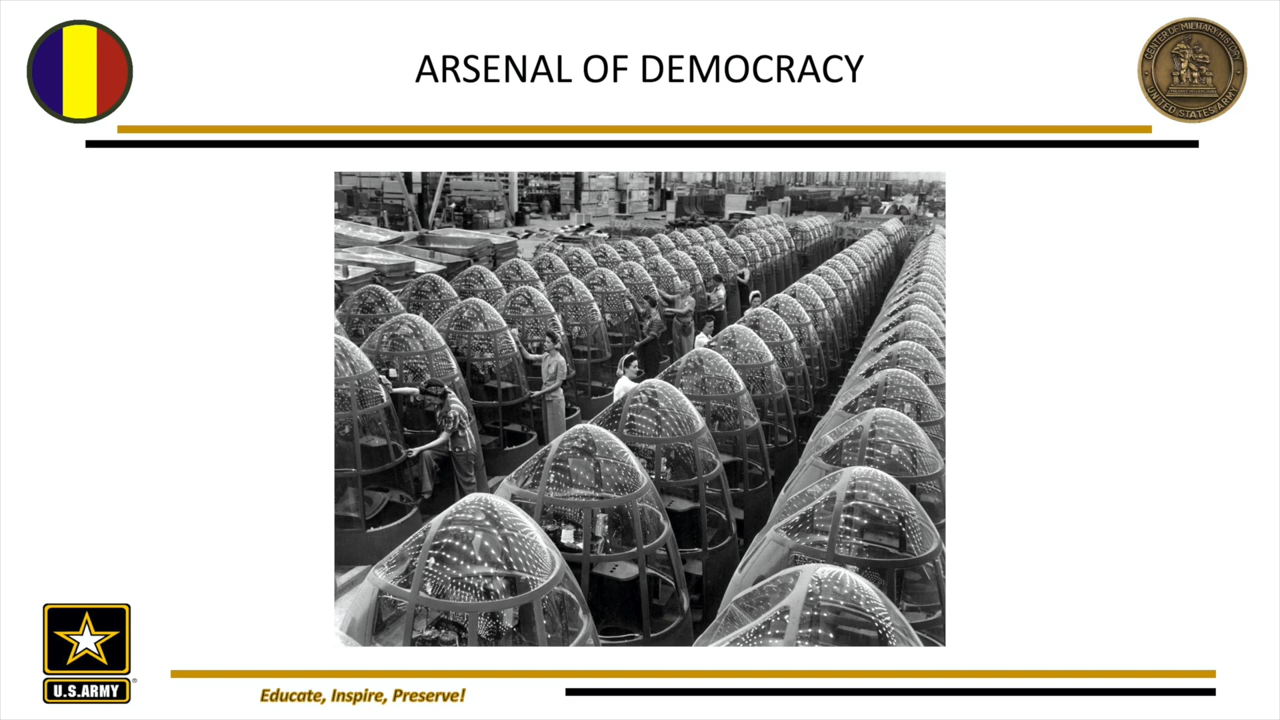 ARSENAL OF DEMOCRACY
CENTER OF MILITARY HISTORY
UNITED STATES ARMY
U.S.ARMY
®
Educate, Inspire, Preserve!